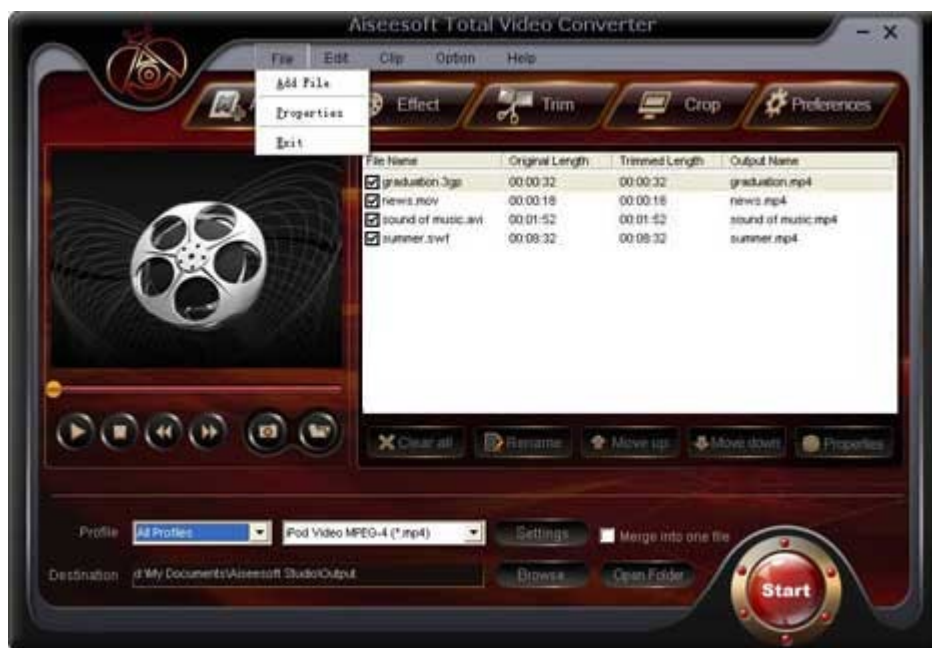 Aiseesoft Total Video Converter
File Edit Clip Option Help
Add File
Properties
Exit
Effect Trim Crop Preferences
File Name Original Length Trimmed Length Output Name
graduation.3gp 00:00:32 00:00:32 graduation.mp4
news.mov 00:00:18 00:00:18 news.mp4
sound of music.avi 00:01:52 00:01:52 sound of music.mp4
summer.swf 00:08:32 00:08:32 summer.mp4
Clear all Rename Move up Move down Properties
Profile All Profiles iPod Video MPEG-4 (*.mp4) Settings Merge into one file
Destination d:\My Documents\Aiseesoft Studio\Output Browse Open Folder
Start